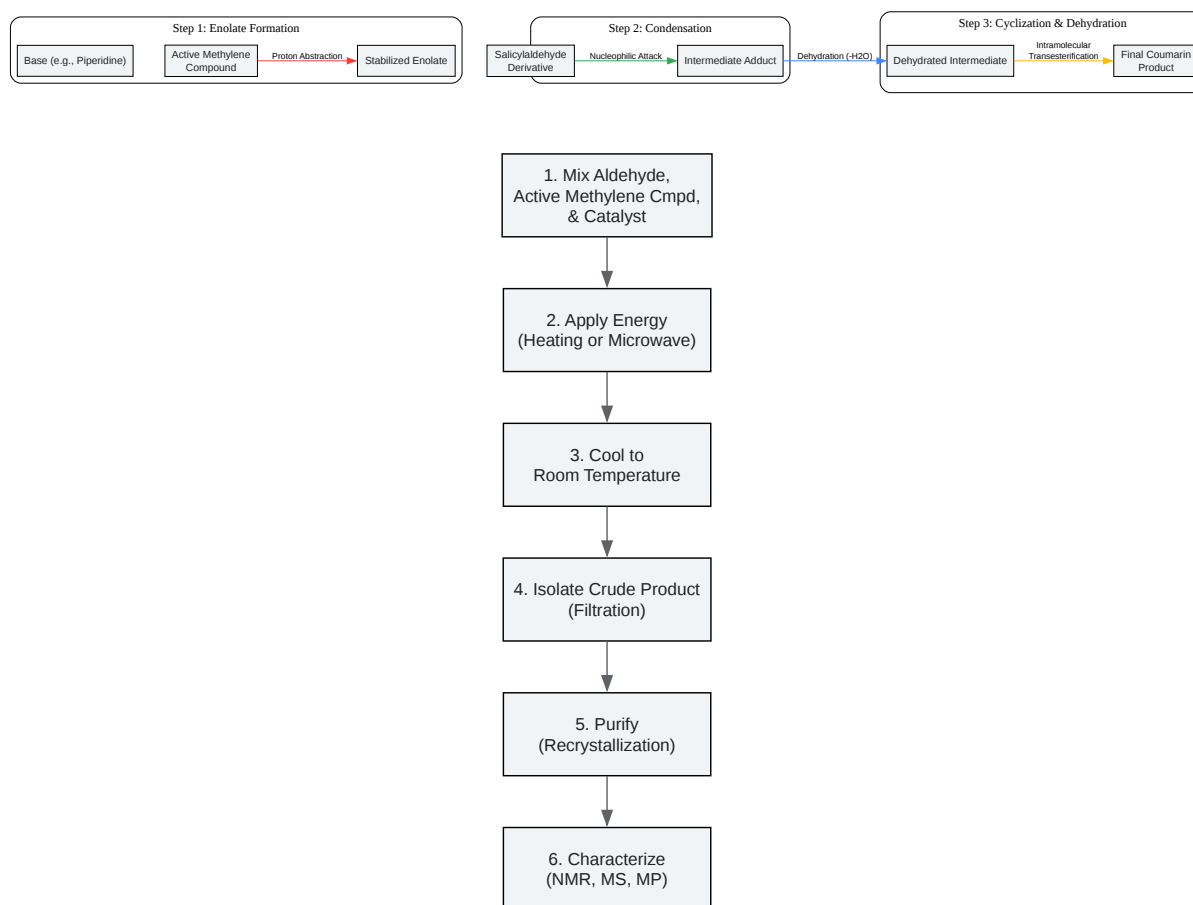 Step 1: Enolate Formation
Base (e.g., Piperidine)
Active Methylene
Compound
Proton Abstraction
Stabilized Enolate
Step 2: Condensation
Salicylaldehyde
Derivative
Nucleophilic Attack
Intermediate Adduct
Dehydration (-H2O)
Step 3: Cyclization & Dehydration
Dehydrated Intermediate
Intramolecular
Transesterification
Final Coumarin
Product
1. Mix Aldehyde,
Active Methylene Cmpd,
& Catalyst
2. Apply Energy
(Heating or Microwave)
3. Cool to
Room Temperature
4. Isolate Crude Product
(Filtration)
5. Purify
(Recrystallization)
6. Characterize
(NMR, MS, MP)